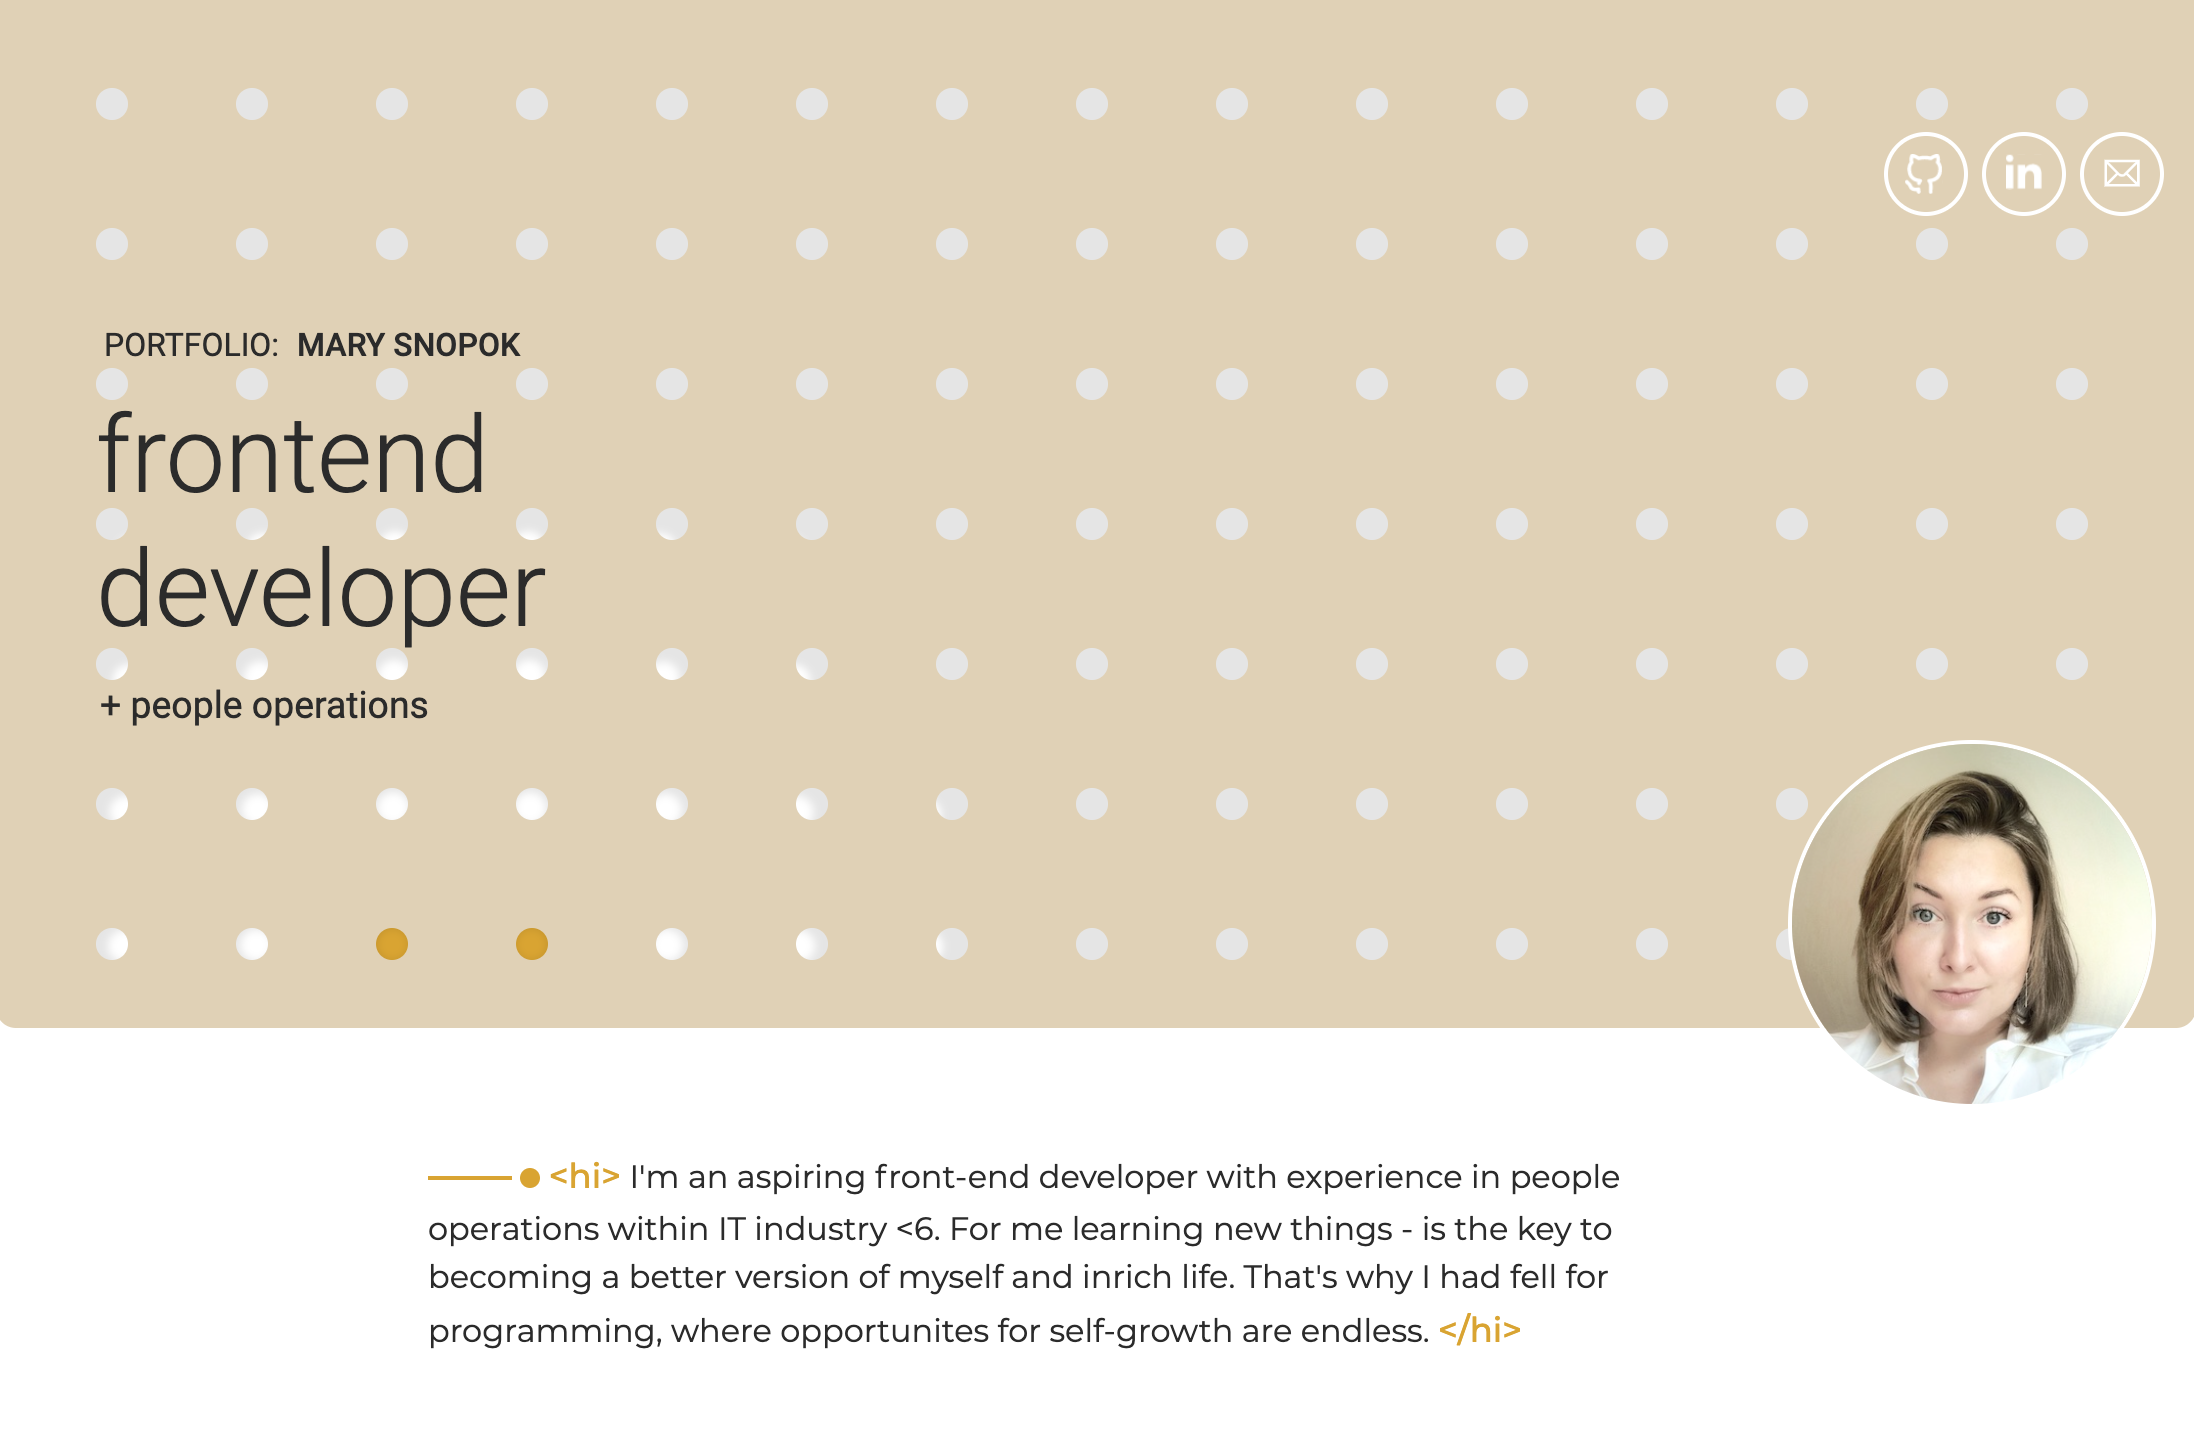 PORTFOLIO: MARY SNOPOK
frontend
developer
+ people operations
in
<hi> I'm an aspiring front-end developer with experience in people
operations within IT industry <6. For me learning new things - is the key to
becoming a better version of myself and inrich life. That's why I had fell for
programming, where opportunites for self-growth are endless. </hi>